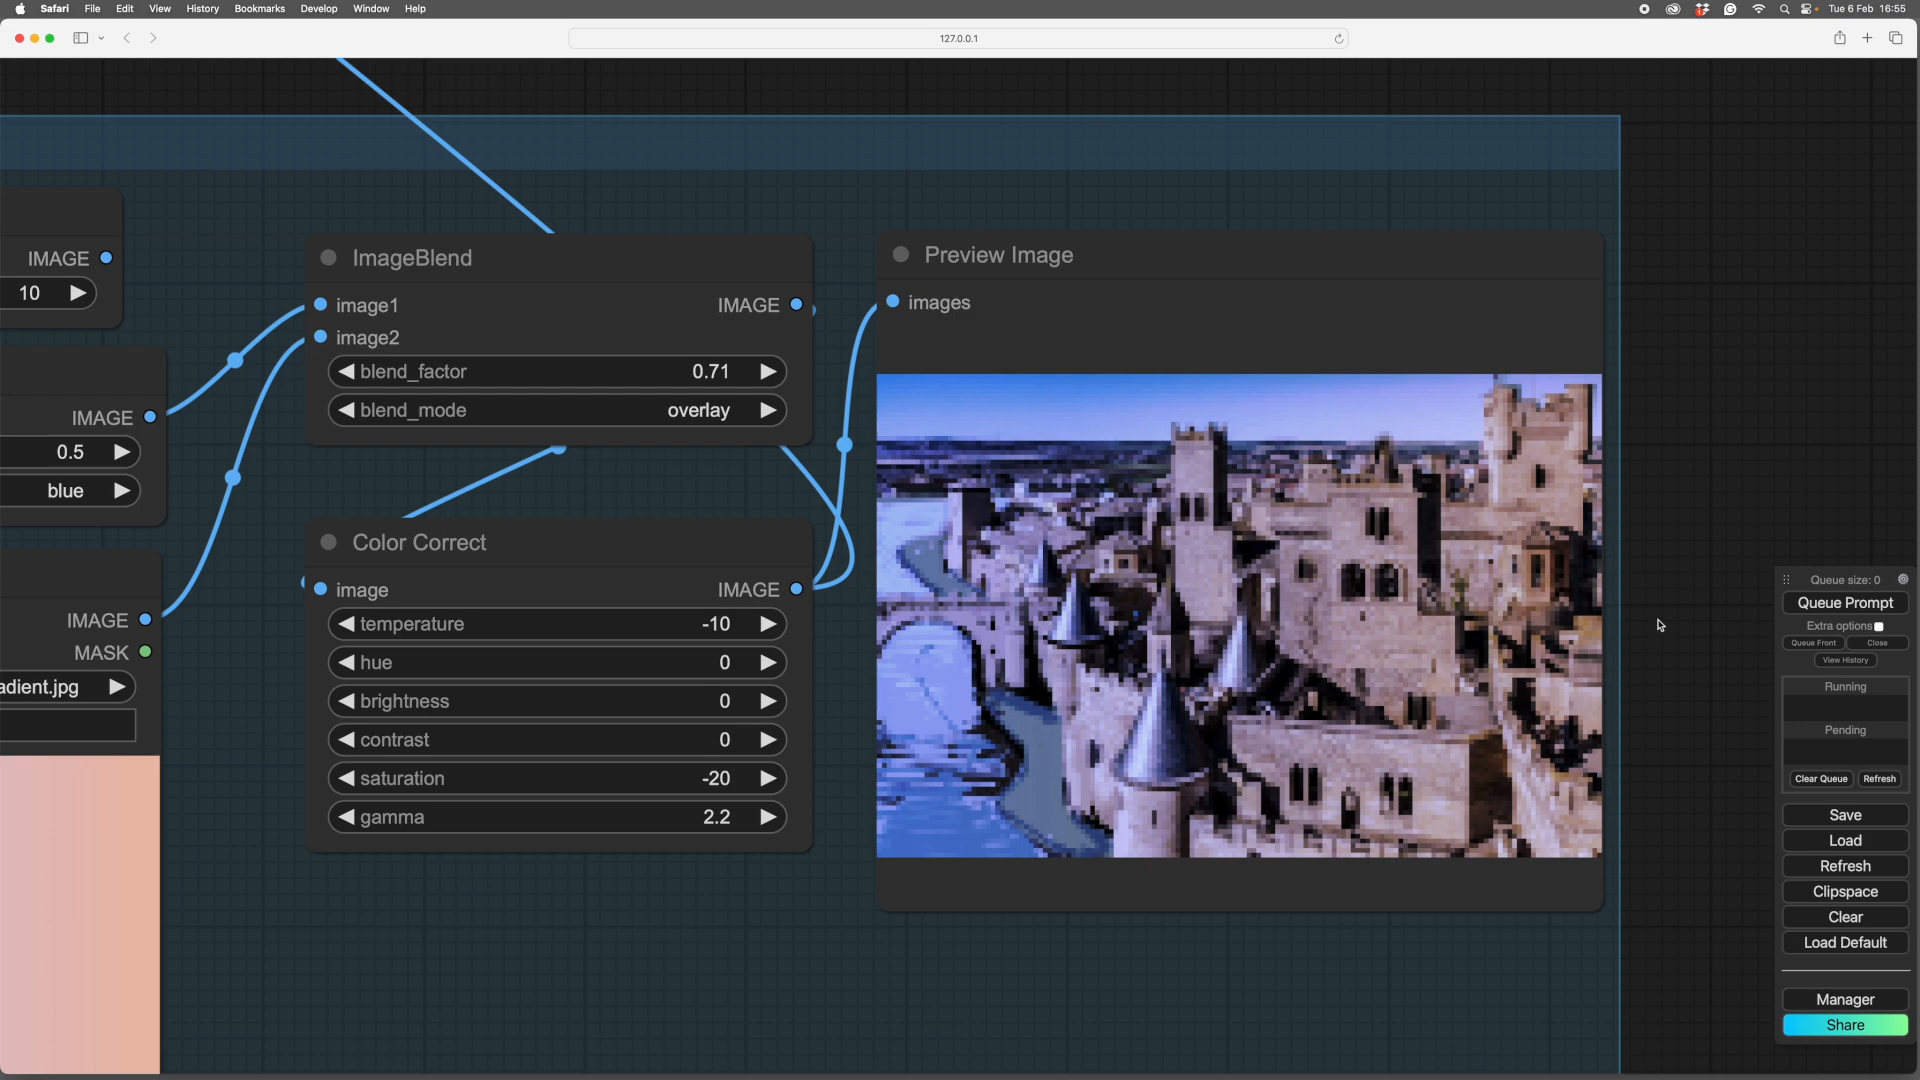 Safari File Edit View History Bookmarks Develop Window Help Tue 6 Feb 16:55
127.0.0.1
IMAGE
10
IMAGE
0.5
blue
IMAGE
MASK
adient.jpg
ImageBlend
image1 IMAGE
image2
blend_factor 0.71
blend_mode overlay
Color Correct
image IMAGE
temperature -10
hue 0
brightness 0
contrast 0
saturation -20
gamma 2.2
Preview Image
images
Queue size: 0
Queue Prompt
Extra options
Queue Front Close
View History
Running
Pending
Clear Queue Refresh
Save
Load
Refresh
Clipspace
Clear
Load Default
Manager
Share